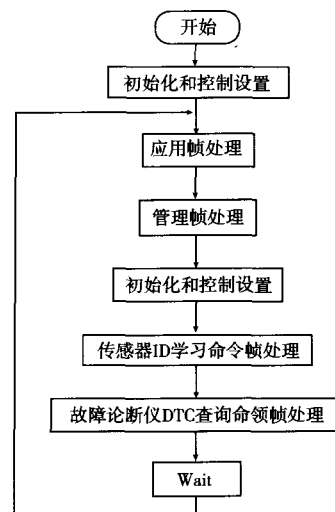 开始
初始化和控制设置
应用帧处理
管理帧处理
初始化和控制设置
传感器ID学习命令帧处理
故障论断仪DTC查询命领帧处理
Wait